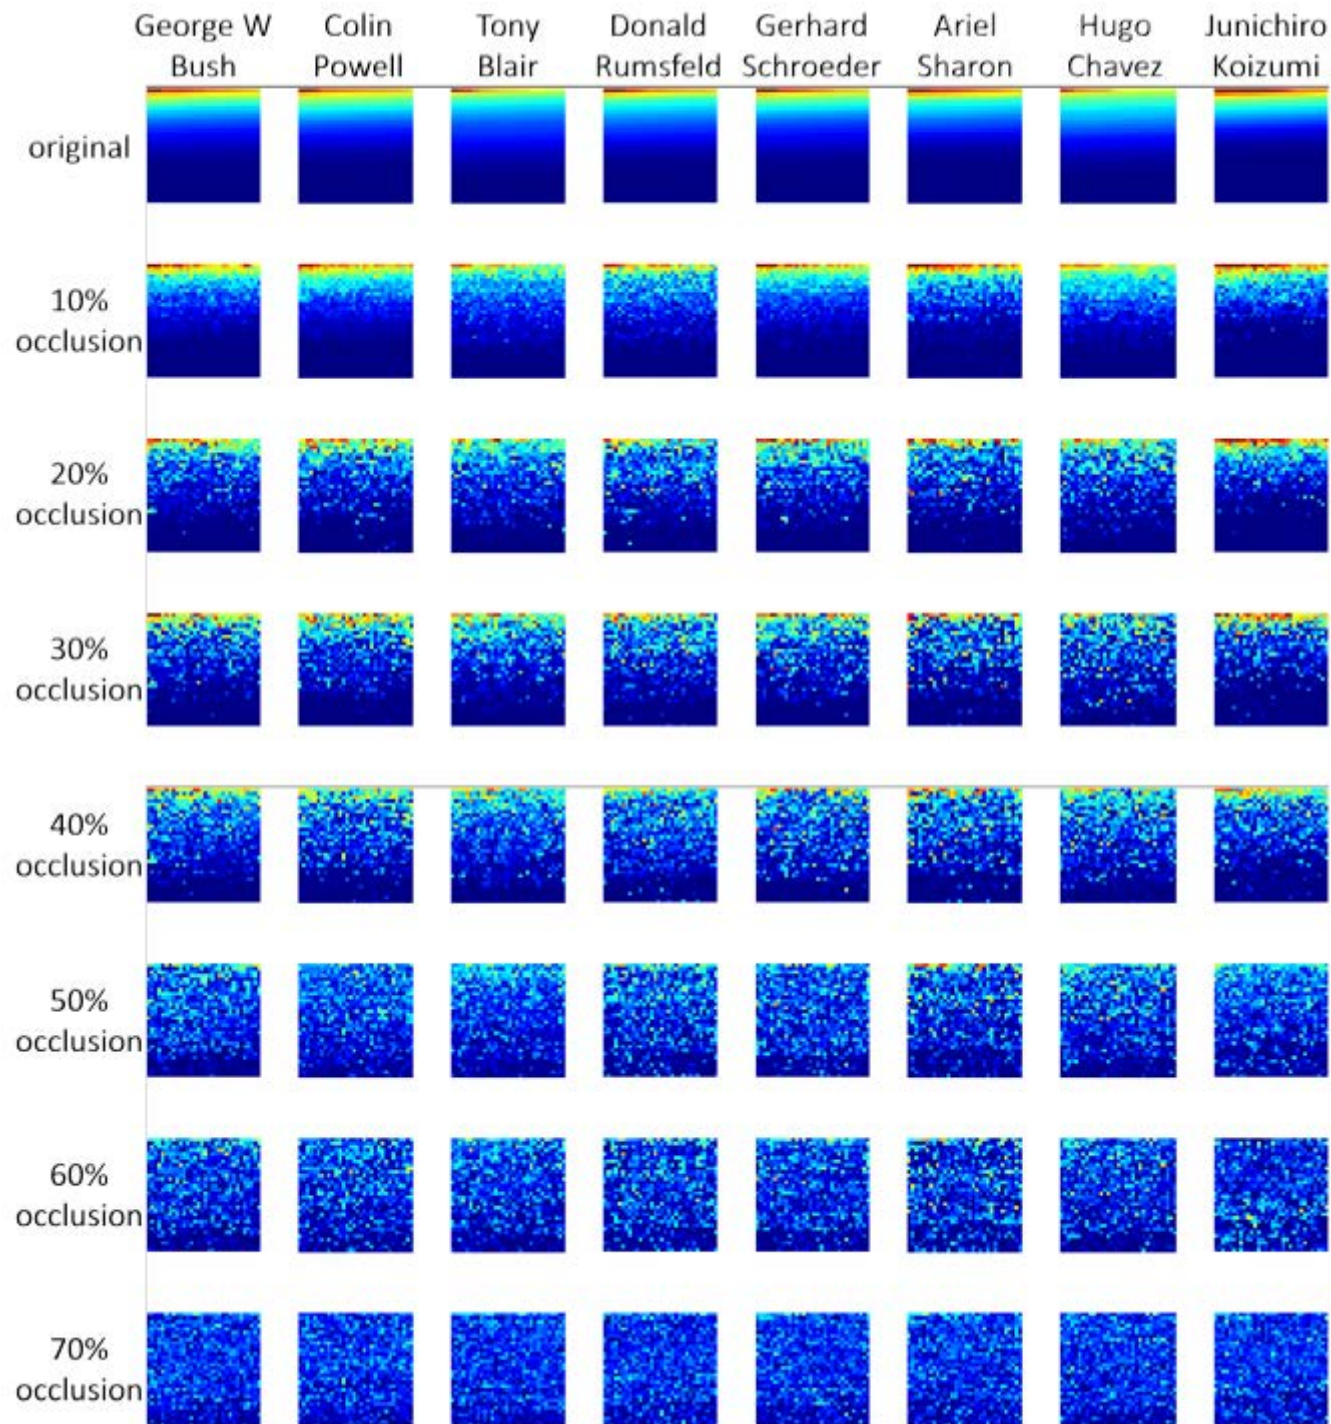 George W Bush
Colin Powell
Tony Blair
Donald Rumsfeld
Gerhard Schroeder
Ariel Sharon
Hugo Chavez
Junichiro Koizumi
original
10%
occlusion
20%
occlusion
30%
occlusion
40%
occlusion
50%
occlusion
60%
occlusion
70%
occlusion